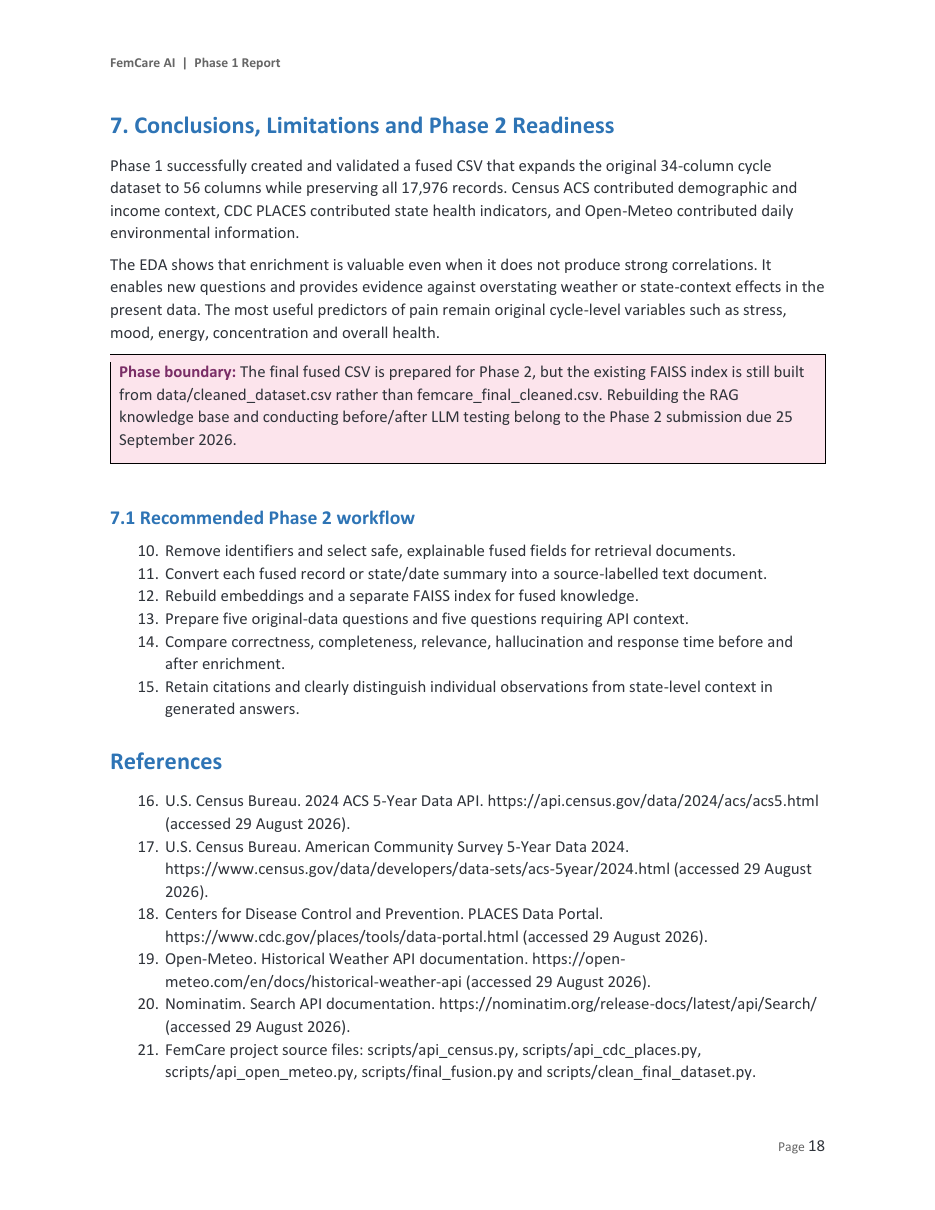 FemCare AI | Phase 1 Report
7. Conclusions, Limitations and Phase 2 Readiness
Phase 1 successfully created and validated a fused CSV that expands the original 34-column cycle
dataset to 56 columns while preserving all 17,976 records. Census ACS contributed demographic and
income context, CDC PLACES contributed state health indicators, and Open-Meteo contributed daily
environmental information.
The EDA shows that enrichment is valuable even when it does not produce strong correlations. It
enables new questions and provides evidence against overstating weather or state-context effects in the
present data. The most useful predictors of pain remain original cycle-level variables such as stress,
mood, energy, concentration and overall health.
Phase boundary: The final fused CSV is prepared for Phase 2, but the existing FAISS index is still built
from data/cleaned_dataset.csv rather than femcare_final_cleaned.csv. Rebuilding the RAG
knowledge base and conducting before/after LLM testing belong to the Phase 2 submission due 25
September 2026.
7.1 Recommended Phase 2 workflow
10. Remove identifiers and select safe, explainable fused fields for retrieval documents.
11. Convert each fused record or state/date summary into a source-labelled text document.
12. Rebuild embeddings and a separate FAISS index for fused knowledge.
13. Prepare five original-data questions and five questions requiring API context.
14. Compare correctness, completeness, relevance, hallucination and response time before and
after enrichment.
15. Retain citations and clearly distinguish individual observations from state-level context in
generated answers.
References
16. U.S. Census Bureau. 2024 ACS 5-Year Data API. https://api.census.gov/data/2024/acs/acs5.html
(accessed 29 August 2026).
17. U.S. Census Bureau. American Community Survey 5-Year Data 2024.
https://www.census.gov/data/developers/data-sets/acs-5year/2024.html (accessed 29 August
2026).
18. Centers for Disease Control and Prevention. PLACES Data Portal.
https://www.cdc.gov/places/tools/data-portal.html (accessed 29 August 2026).
19. Open-Meteo. Historical Weather API documentation. https://open-
meteo.com/en/docs/historical-weather-api (accessed 29 August 2026).
20. Nominatim. Search API documentation. https://nominatim.org/release-docs/latest/api/Search/
(accessed 29 August 2026).
21. FemCare project source files: scripts/api_census.py, scripts/api_cdc_places.py,
scripts/api_open_meteo.py, scripts/final_fusion.py and scripts/clean_final_dataset.py.
Page 18